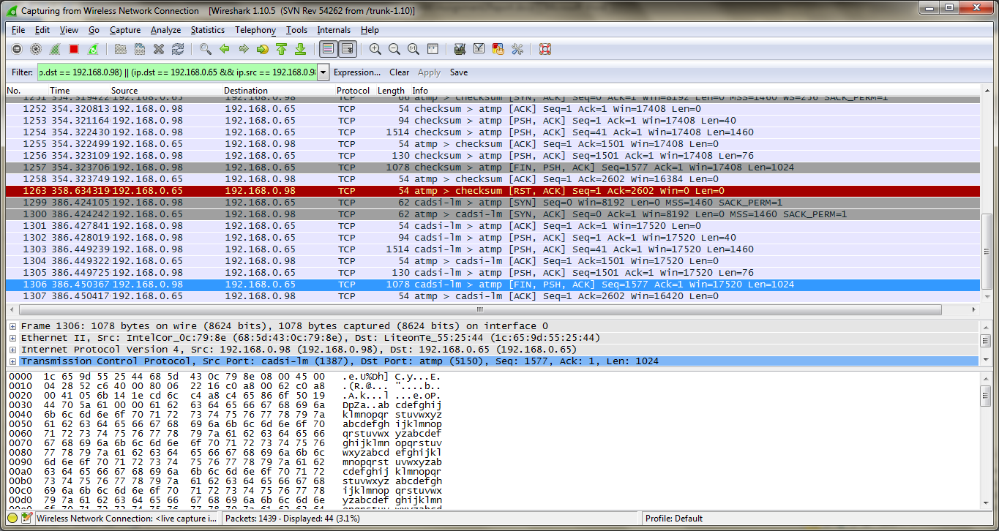 Capturing from Wireless Network Connection [Wireshark 1.10.5 (SVN Rev 54262 from /trunk-1.10)]
File Edit View Go Capture Analyze Statistics Telephony Tools Internals Help
Filter: p.dst == 192.168.0.98) || (ip.dst == 192.168.0.65 && ip.src == 192.168.0.98 Expression... Clear Apply Save
No. Time Source Destination Protocol Length Info
1251 354.319422 192.168.0.65 192.168.0.98 TCP 66 atmp > checksum [SYN, ACK] Seq=0 Ack=1 Win=8192 Len=0 MSS=1460 WS=256 SACK_PERM=1
1252 354.320813 192.168.0.98 192.168.0.65 TCP 54 checksum > atmp [ACK] Seq=1 Ack=1 Win=17408 Len=0
1253 354.321164 192.168.0.98 192.168.0.65 TCP 94 checksum > atmp [PSH, ACK] Seq=1 Ack=1 Win=17408 Len=40
1254 354.322430 192.168.0.98 192.168.0.65 TCP 1514 checksum > atmp [PSH, ACK] Seq=41 Ack=1 Win=17408 Len=1460
1255 354.322499 192.168.0.65 192.168.0.98 TCP 54 atmp > checksum [ACK] Seq=1 Ack=1501 Win=17408 Len=0
1256 354.323109 192.168.0.98 192.168.0.65 TCP 130 checksum > atmp [PSH, ACK] Seq=1501 Ack=1 Win=17408 Len=76
1257 354.323706 192.168.0.98 192.168.0.65 TCP 1078 checksum > atmp [FIN, PSH, ACK] Seq=1577 Ack=1 Win=17408 Len=1024
1258 354.323749 192.168.0.65 192.168.0.98 TCP 54 atmp > checksum [ACK] Seq=1 Ack=2602 Win=16384 Len=0
1263 358.634319 192.168.0.65 192.168.0.98 TCP 54 atmp > checksum [RST, ACK] Seq=1 Ack=2602 Win=0 Len=0
1299 386.424105 192.168.0.98 192.168.0.65 TCP 62 cadsi-lm > atmp [SYN] Seq=0 Win=8192 Len=0 MSS=1460 SACK_PERM=1
1300 386.424242 192.168.0.65 192.168.0.98 TCP 62 atmp > cadsi-lm [SYN, ACK] Seq=0 Ack=1 Win=8192 Len=0 MSS=1460 SACK_PERM=1
1301 386.427841 192.168.0.98 192.168.0.65 TCP 54 cadsi-lm > atmp [ACK] Seq=1 Ack=1 Win=17520 Len=0
1302 386.428019 192.168.0.98 192.168.0.65 TCP 94 cadsi-lm > atmp [PSH, ACK] Seq=1 Ack=1 Win=17520 Len=40
1303 386.449239 192.168.0.98 192.168.0.65 TCP 1514 cadsi-lm > atmp [PSH, ACK] Seq=41 Ack=1 Win=17520 Len=1460
1304 386.449322 192.168.0.65 192.168.0.98 TCP 54 atmp > cadsi-lm [ACK] Seq=1 Ack=1501 Win=17520 Len=0
1305 386.449725 192.168.0.98 192.168.0.65 TCP 130 cadsi-lm > atmp [PSH, ACK] Seq=1501 Ack=1 Win=17520 Len=76
1306 386.450367 192.168.0.98 192.168.0.65 TCP 1078 cadsi-lm > atmp [FIN, PSH, ACK] Seq=1577 Ack=1 Win=17520 Len=1024
1307 386.450417 192.168.0.65 192.168.0.98 TCP 54 atmp > cadsi-lm [ACK] Seq=1 Ack=2602 Win=16420 Len=0
Frame 1306: 1078 bytes on wire (8624 bits), 1078 bytes captured (8624 bits) on interface 0
Ethernet II, Src: IntelCor_0c:79:8e (68:5d:43:0c:79:8e), Dst: LiteonTe_55:25:44 (1c:65:9d:55:25:44)
Internet Protocol Version 4, Src: 192.168.0.98 (192.168.0.98), Dst: 192.168.0.65 (192.168.0.65)
Transmission Control Protocol, Src Port: cadsi-lm (1387), Dst Port: atmp (5150), Seq: 1577, Ack: 1, Len: 1024
0000 1c 65 9d 55 25 44 68 5d 43 0c 79 8e 08 00 45 00 .e.U%Dh] C.y...E.
0010 04 28 52 c6 40 00 80 06 22 16 c0 a8 00 62 c0 a8 .(R.@... "....b..
0020 00 41 05 6b 14 1e cd 6c c4 a8 c4 65 86 6f 50 19 .A.k...l ...e.oP.
0030 44 70 5a 61 00 00 61 62 63 64 65 66 67 68 69 6a DpZa..ab cdefghij
0040 6b 6c 6d 6e 6f 70 71 72 73 74 75 76 77 78 79 7a klmnopqr stuvwxyz
0050 61 62 63 64 65 66 67 68 69 6a 6b 6c 6d 6e 6f 70 abcdefgh ijklmnop
0060 71 72 73 74 75 76 77 78 79 7a 61 62 63 64 65 66 qrstuvwx yzabcdef
0070 67 68 69 6a 6b 6c 6d 6e 6f 70 71 72 73 74 75 76 ghijklmn opqrstuv
0080 77 78 79 7a 61 62 63 64 65 66 67 68 69 6a 6b 6c wxyzabcd efghijkl
0090 6d 6e 6f 70 71 72 73 74 75 76 77 78 79 7a 61 62 mnopqrst uvwxyzab
00a0 63 64 65 66 67 68 69 6a 6b 6c 6d 6e 6f 70 71 72 cdefghij klmnopqr
00b0 73 74 75 76 77 78 79 7a 61 62 63 64 65 66 67 68 stuvwxyz abcdefgh
00c0 69 6a 6b 6c 6d 6e 6f 70 71 72 73 74 75 76 77 78 ijklmnop qrstuvwx
00d0 79 7a 61 62 63 64 65 66 67 68 69 6a 6b 6c 6d 6e yzabcdef ghijklmn
Wireless Network Connection: <live capture i... Packets: 1439 · Displayed: 44 (3.1%) Profile: Default